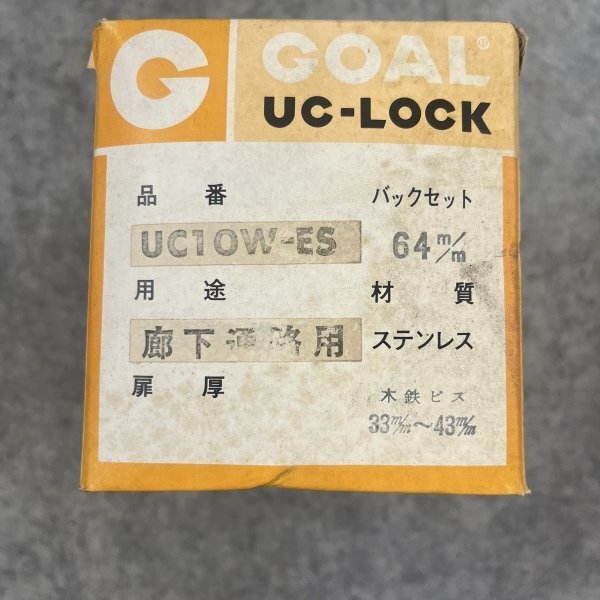 G GOAL®
UC-LOCK
品番 バックセット
UC10W-ES 64m/m
用途 材質
廊下通路用 ステンレス
扉厚 木鉄ビス
33m/m～43m/m